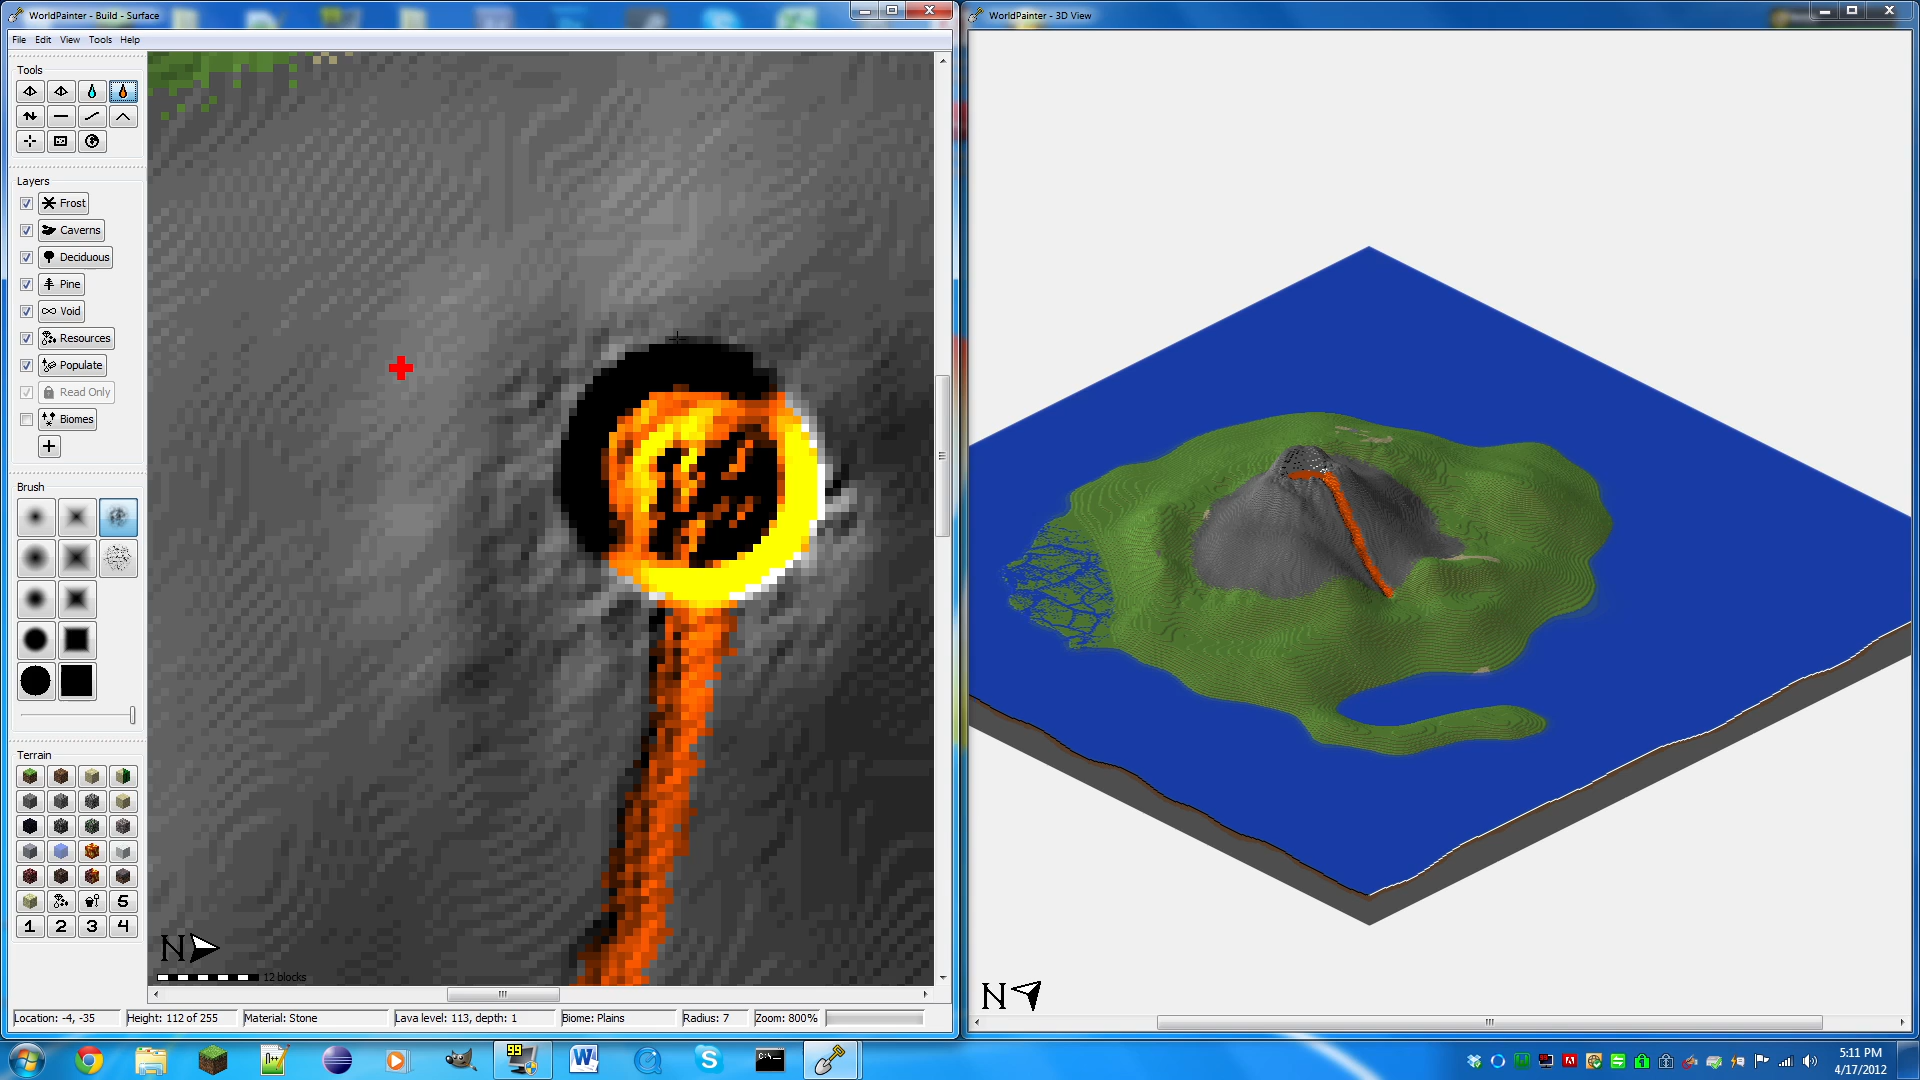 WorldPainter - Build - Surface
File Edit View Tools Help
Tools
Layers
Frost
Caverns
Deciduous
Pine
Void
Resources
Populate
Read Only
Biomes
Brush
Terrain
5
1 2 3 4
N
12 blocks
Location: -4, -35 Height: 112 of 255 Material: Stone Lava level: 113, depth: 1 Biome: Plains Radius: 7 Zoom: 800%
WorldPainter - 3D View
N
99
5:11 PM
4/17/2012